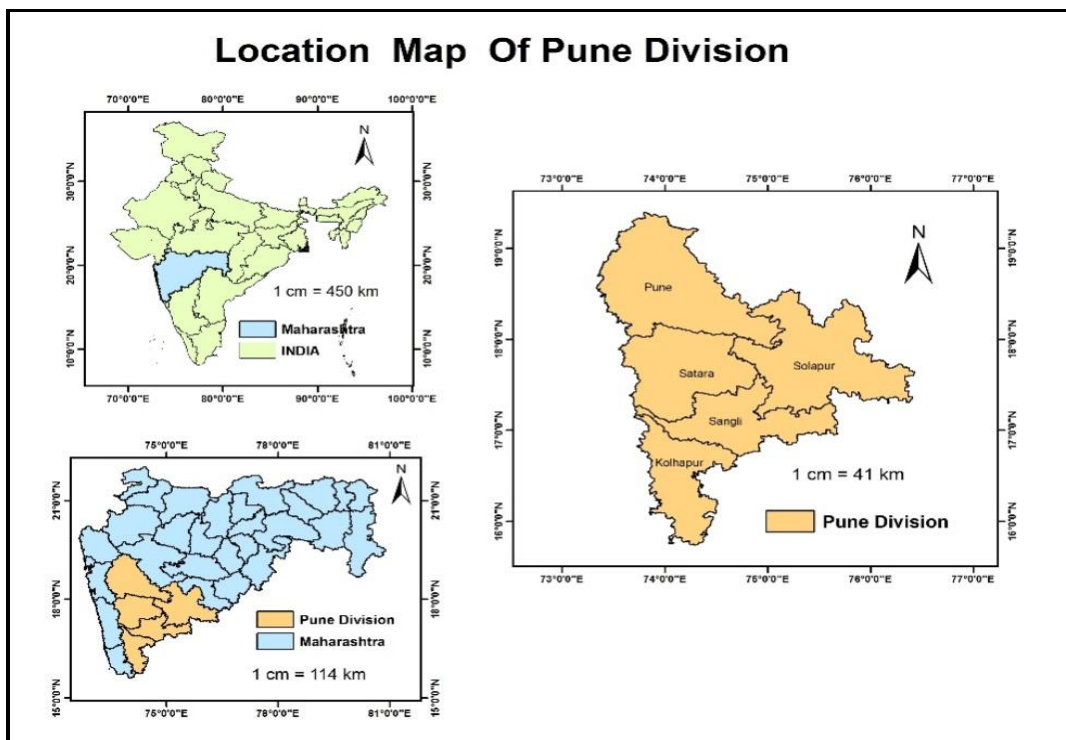 Location Map Of Pune Division
70°0'0"E 80°0'0"E 90°0'0"E 100°0'0"E
N
30°0'0"N 30°0'0"N
20°0'0"N 20°0'0"N
10°0'0"N 10°0'0"N
1 cm = 450 km
Maharashtra
INDIA
70°0'0"E 80°0'0"E 90°0'0"E 100°0'0"E
75°0'0"E 78°0'0"E 81°0'0"E
N
21°0'0"N 21°0'0"N
18°0'0"N 18°0'0"N
15°0'0"N 15°0'0"N
Pune Division
Maharashtra
1 cm = 114 km
75°0'0"E 78°0'0"E 81°0'0"E
73°0'0"E 74°0'0"E 75°0'0"E 76°0'0"E 77°0'0"E
N
19°0'0"N 19°0'0"N
18°0'0"N 18°0'0"N
17°0'0"N 17°0'0"N
16°0'0"N 16°0'0"N
Pune
Solapur
Satara
Sangli
Kolhapur
1 cm = 41 km
Pune Division
73°0'0"E 74°0'0"E 75°0'0"E 76°0'0"E 77°0'0"E